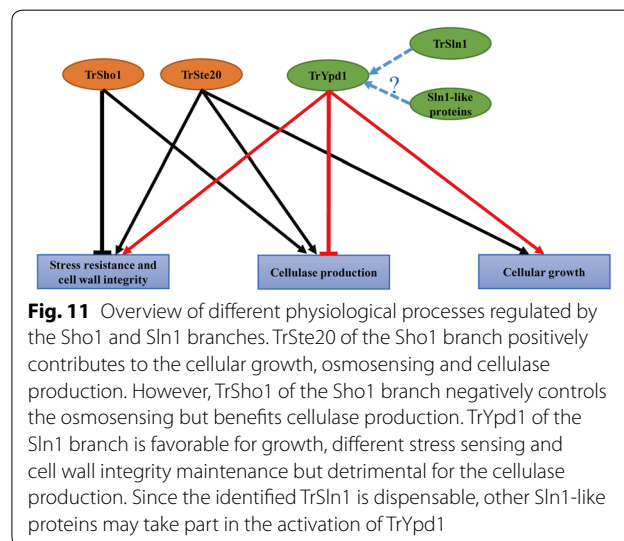 TrSln1
TrSho1
TrSte20
TrYpd1
?
Sln1-like
proteins
Stress resistance and
cell wall integrity
Cellulase production
Cellular growth
Fig. 11 Overview of different physiological processes regulated by
the Sho1 and Sln1 branches. TrSte20 of the Sho1 branch positively
contributes to the cellular growth, osmosensing and cellulase
production. However, TrSho1 of the Sho1 branch negatively controls
the osmosensing but benefits cellulase production. TrYpd1 of the
Sln1 branch is favorable for growth, different stress sensing and
cell wall integrity maintenance but detrimental for the cellulase
production. Since the identified TrSln1 is dispensable, other Sln1-like
proteins may take part in the activation of TrYpd1